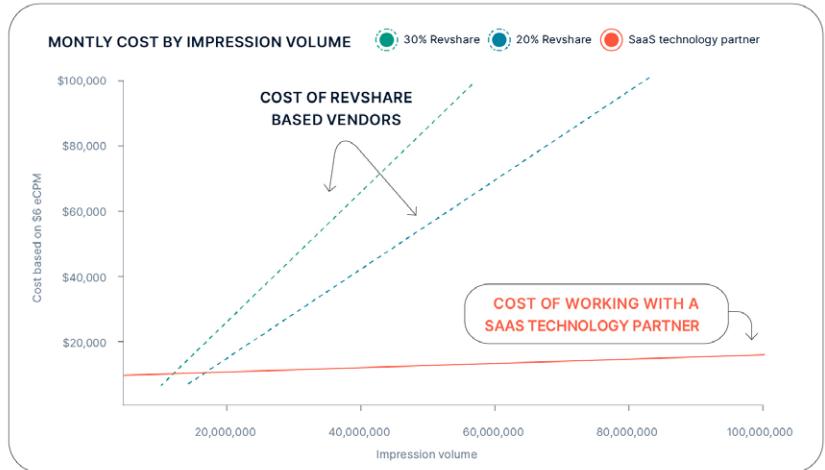 MONTLY COST BY IMPRESSION VOLUME
30% Revshare
20% Revshare
SaaS technology partner
$100,000
$80,000
$60,000
$40,000
$20,000
Cost based on $6 eCPM
COST OF REVSHARE
BASED VENDORS
COST OF WORKING WITH A
SAAS TECHNOLOGY PARTNER
20,000,000
40,000,000
60,000,000
80,000,000
100,000,000
Impression volume